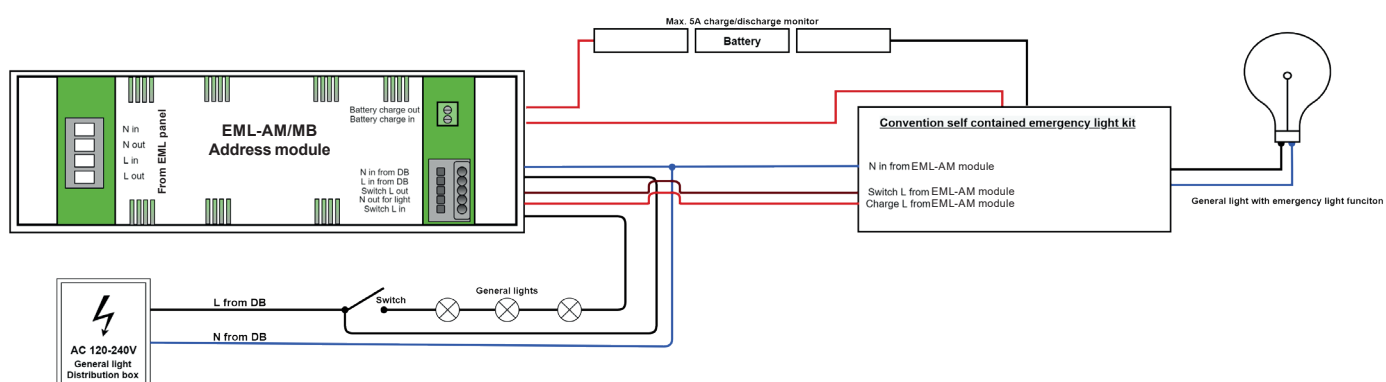 Max. 5A charge/discharge monitor
Battery
N in
N out
L in
L out
From EML panel
EML-AM/MB
Address module
Battery charge out
Battery charge in
N in from DB
L in from DB
Switch L out
N out for light
Switch L in
Convention self contained emergency light kit
N in from EML-AM module
Switch L from EML-AM module
Charge L from EML-AM module
General light with emergency light funciton
L from DB
Switch
General lights
N from DB
AC 120-240V
General light
Distribution box